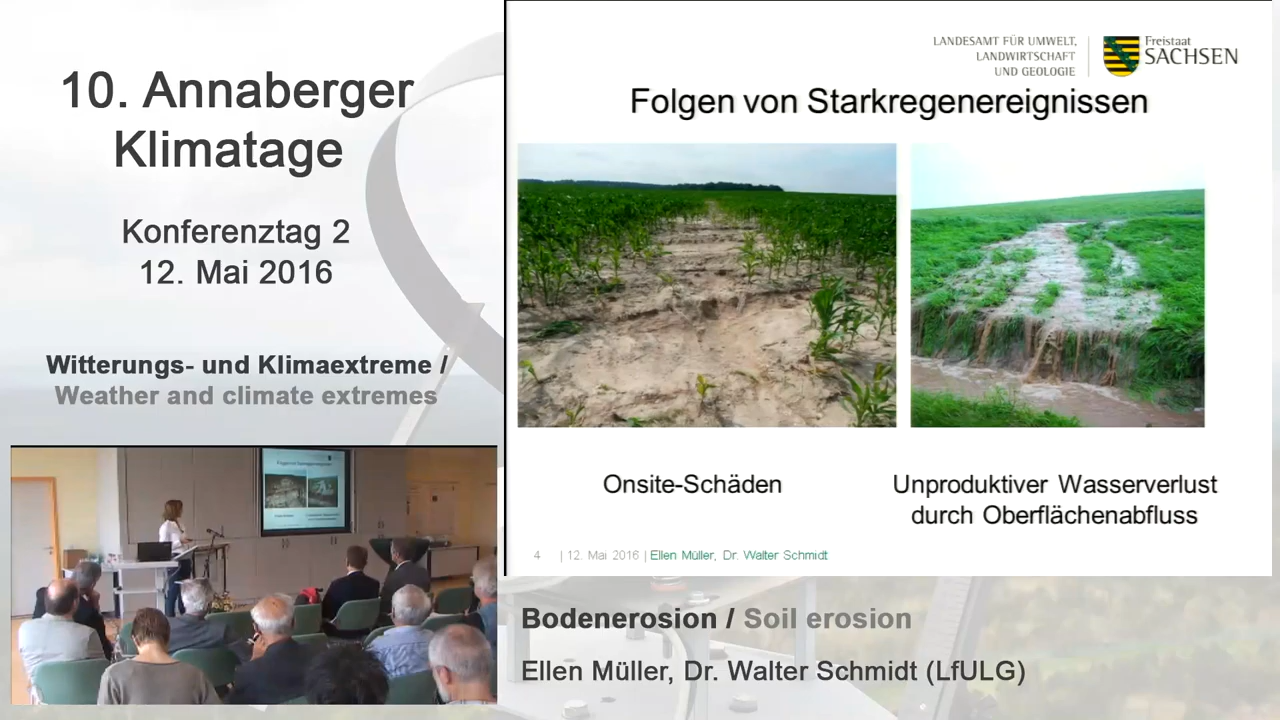 10. Annaberger
Klimatage
Konferenztag 2
12. Mai 2016
Witterungs- und Klimaextreme /
Weather and climate extremes
LANDESAMT FÜR UMWELT,
LANDWIRTSCHAFT
UND GEOLOGIE
Freistaat
SACHSEN
Folgen von Starkregenereignissen
Onsite-Schäden
Unproduktiver Wasserverlust
durch Oberflächenabfluss
4 | 12. Mai 2016 | Ellen Müller, Dr. Walter Schmidt
Bodenerosion / Soil erosion
Ellen Müller, Dr. Walter Schmidt (LfULG)